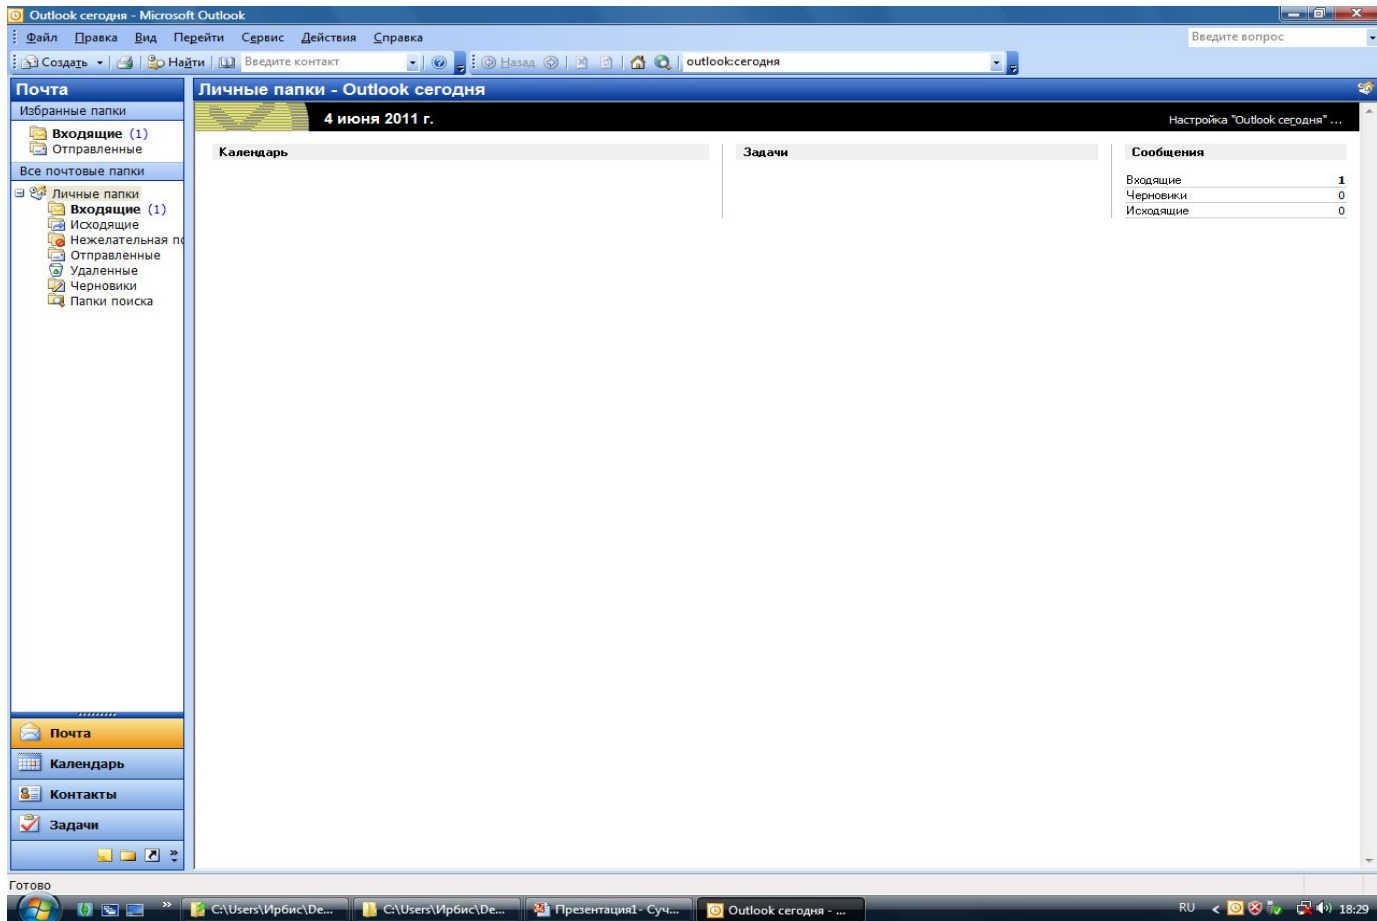 Outlook сегодня - Microsoft Outlook
Файл Правка Вид Перейти Сервис Действия Справка Введите вопрос
Создать Найти Введите контакт Назад outlook:сегодня
Почта
Личные папки - Outlook сегодня
Избранные папки
4 июня 2011 г. Настройка "Outlook сегодня" ...
Входящие (1)
Отправленные
Календарь Задачи Сообщения
Все почтовые папки
Входящие 1
Черновики 0
Исходящие 0
Личные папки
Входящие (1)
Исходящие
Нежелательная по
Отправленные
Удаленные
Черновики
Папки поиска
Почта
Календарь
Контакты
Задачи
Готово
C:\Users\Ирбис\De... C:\Users\Ирбис\De... Презентация1- Суч... Outlook сегодня - ... RU 18:29